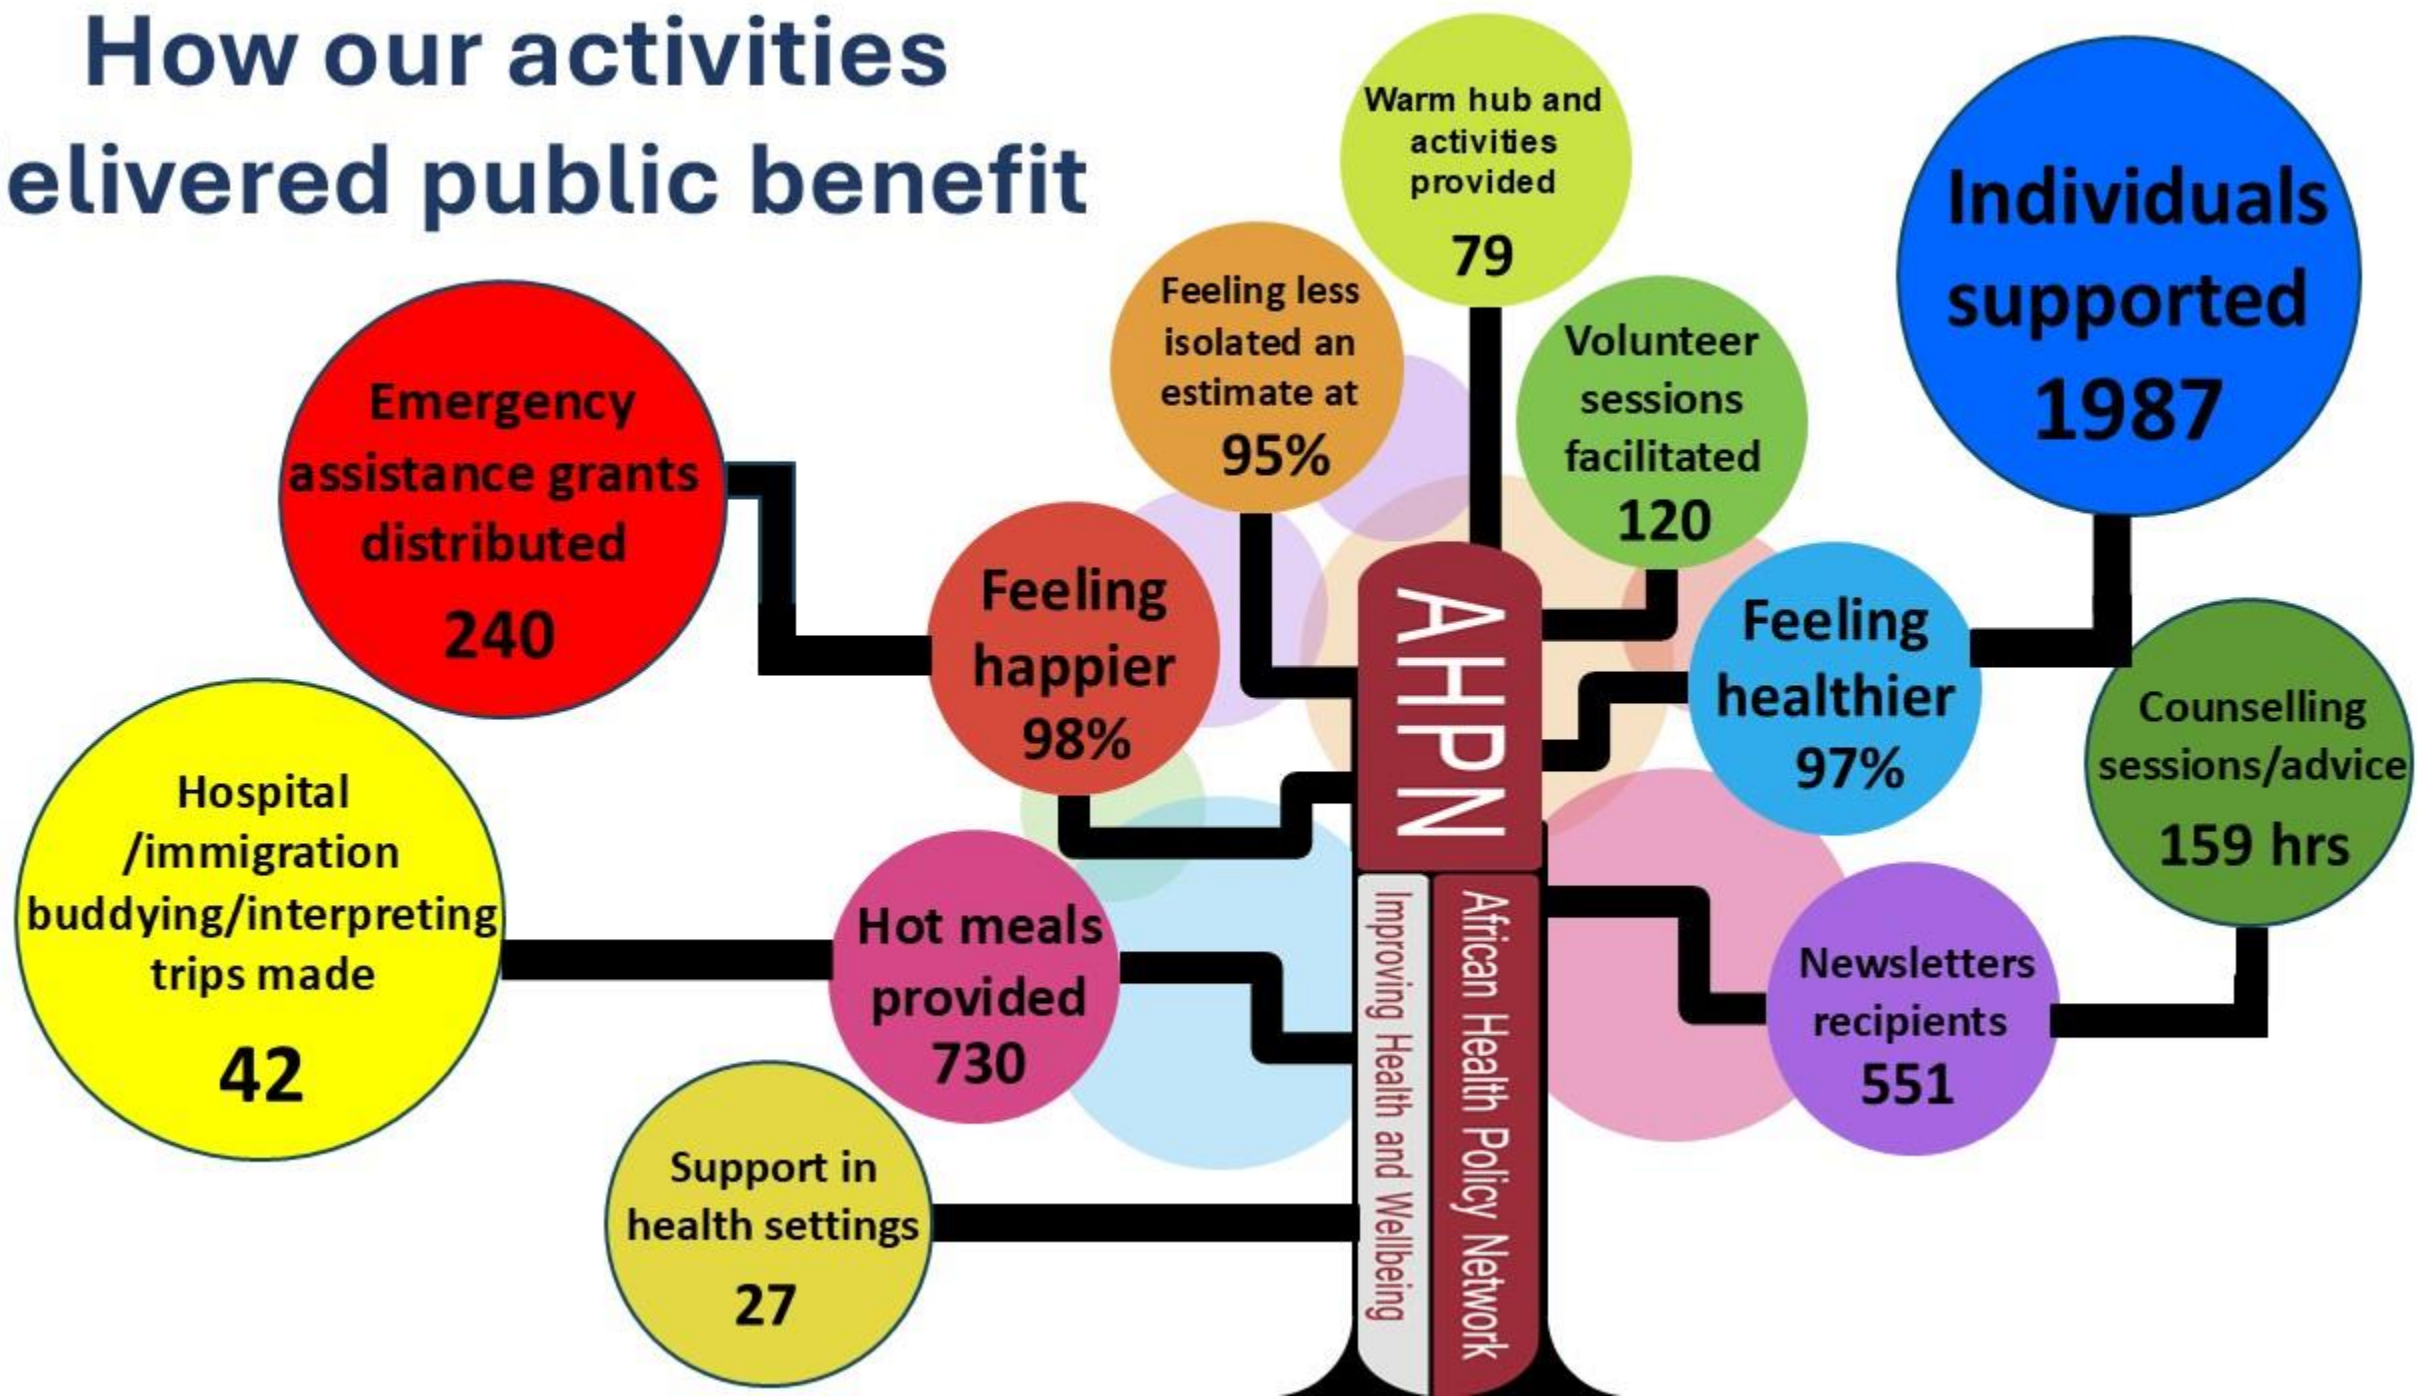 How our activities
elivered public benefit
Warm hub and
activities
provided
79
Individuals
supported
1987
Feeling less
isolated an
estimate at
95%
Volunteer
sessions
facilitated
120
Emergency
assistance grants
distributed
240
Feeling
happier
98%
Feeling
healthier
97%
Counselling
sessions/advice
159 hrs
Hospital
/immigration
buddying/interpreting
trips made
42
Hot meals
provided
730
Newsletters
recipients
551
Support in
health settings
27
AHPN
African Health Policy Network
Improving Health and Wellbeing